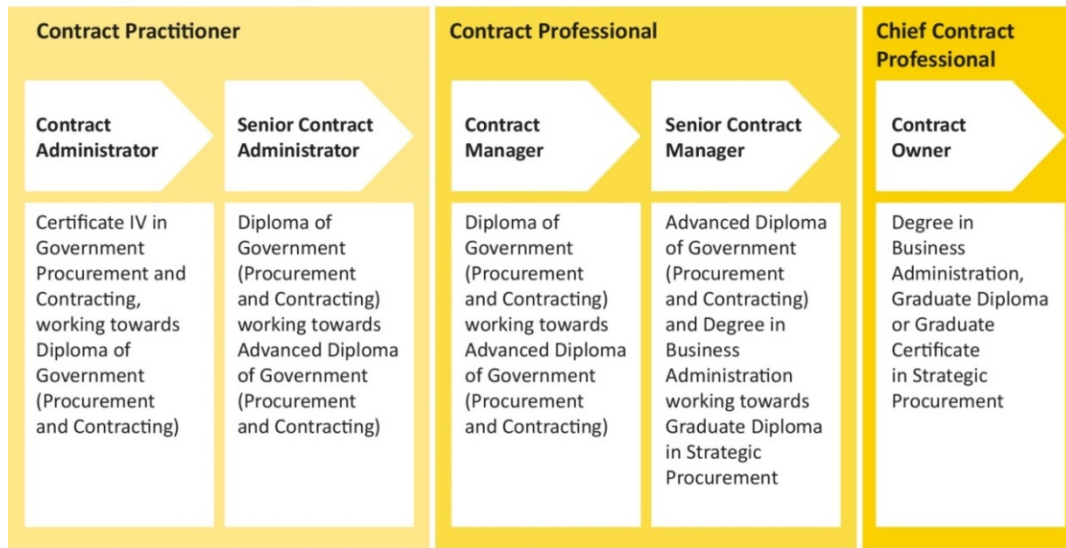 Contract Practitioner
Contract
Administrator
Certificate IV in
Government
Procurement and
Contracting,
working towards
Diploma of
Government
(Procurement
and Contracting)
Senior Contract
Administrator
Diploma of
Government
(Procurement
and Contracting)
working towards
Advanced Diploma
of Government
(Procurement
and Contracting)
Contract Professional
Contract
Manager
Diploma of
Government
(Procurement
and Contracting)
working towards
Advanced Diploma
of Government
(Procurement
and Contracting)
Senior Contract
Manager
Advanced Diploma
of Government
(Procurement
and Contracting)
and Degree in
Business
Administration
working towards
Graduate Diploma
in Strategic
Procurement
Chief Contract
Professional
Contract
Owner
Degree in
Business
Administration,
Graduate Diploma
or Graduate
Certificate
in Strategic
Procurement